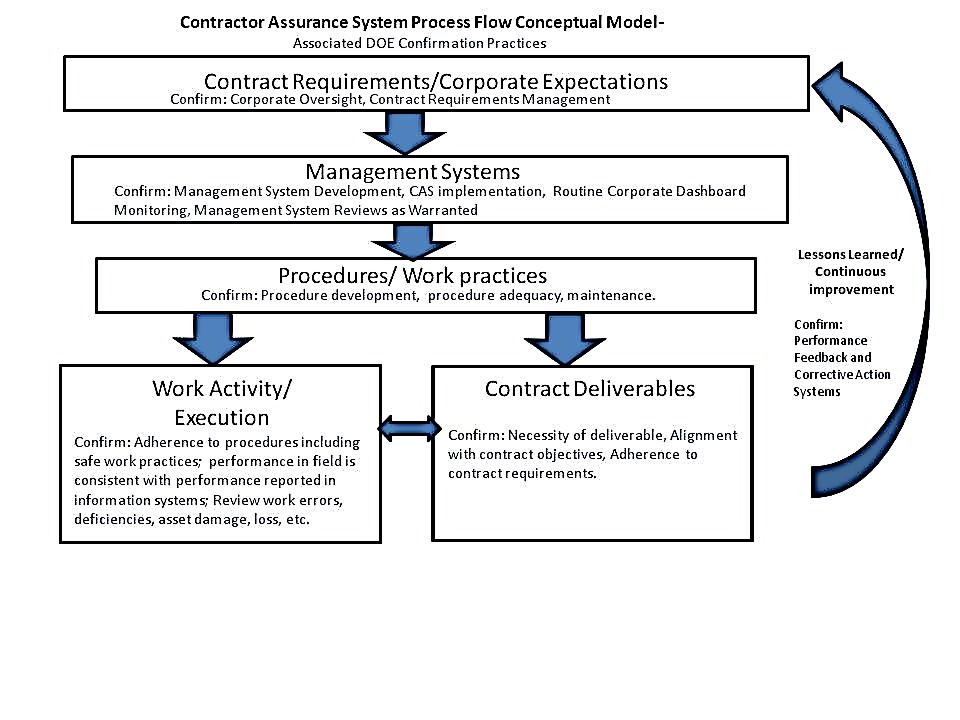 Contractor Assurance System Process Flow Conceptual Model-
Associated DOE Confirmation Practices
Contract Requirements/Corporate Expectations
Confirm: Corporate Oversight, Contract Requirements Management
Management Systems
Confirm: Management System Development, CAS implementation, Routine Corporate Dashboard
Monitoring, Management System Reviews as Warranted
Procedures/ Work practices
Confirm: Procedure development, procedure adequacy, maintenance.
Work Activity/
Execution
Confirm: Adherence to procedures including
safe work practices; performance in field is
consistent with performance reported in
information systems; Review work errors,
deficiencies, asset damage, loss, etc.
Contract Deliverables
Confirm: Necessity of deliverable, Alignment
with contract objectives, Adherence to
contract requirements.
Lessons Learned/
Continuous
improvement
Confirm:
Performance
Feedback and
Corrective Action
Systems